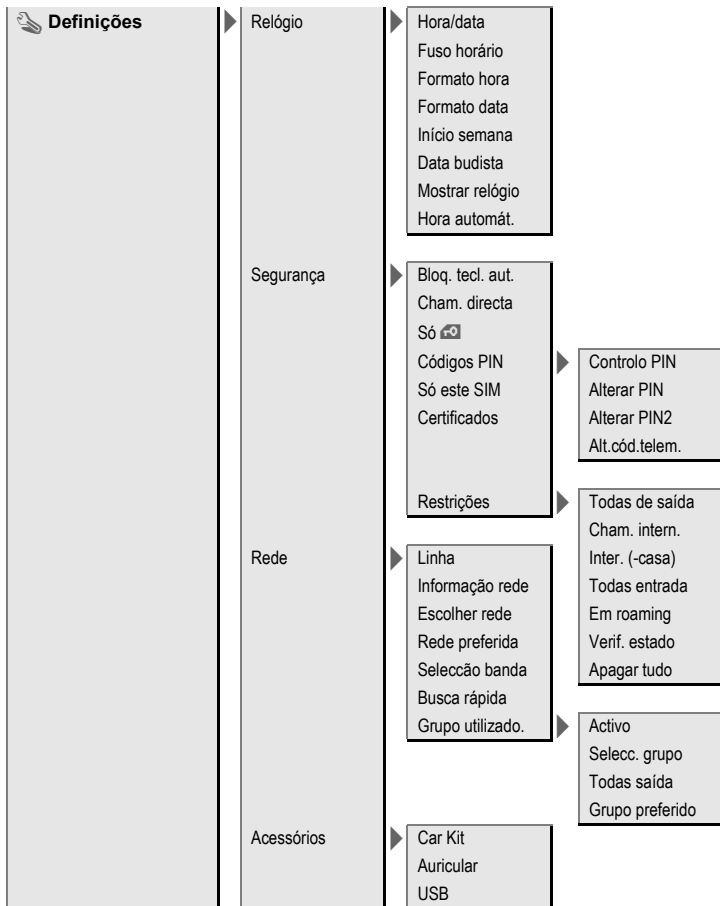 Definições
Relógio
Hora/data
Fuso horário
Formato hora
Formato data
Início semana
Data budista
Mostrar relógio
Hora automát.
Segurança
Bloq. tecl. aut.
Cham. directa
Só
Códigos PIN
Controlo PIN
Alterar PIN
Alterar PIN2
Alt.cód.telem.
Só este SIM
Certificados
Restrições
Todas de saída
Cham. intern.
Inter. (-casa)
Todas entrada
Em roaming
Verif. estado
Apagar tudo
Rede
Linha
Informação rede
Escolher rede
Rede preferida
Seleccão banda
Busca rápida
Grupo utilizado.
Activo
Selecc. grupo
Todas saída
Grupo preferido
Acessórios
Car Kit
Auricular
USB